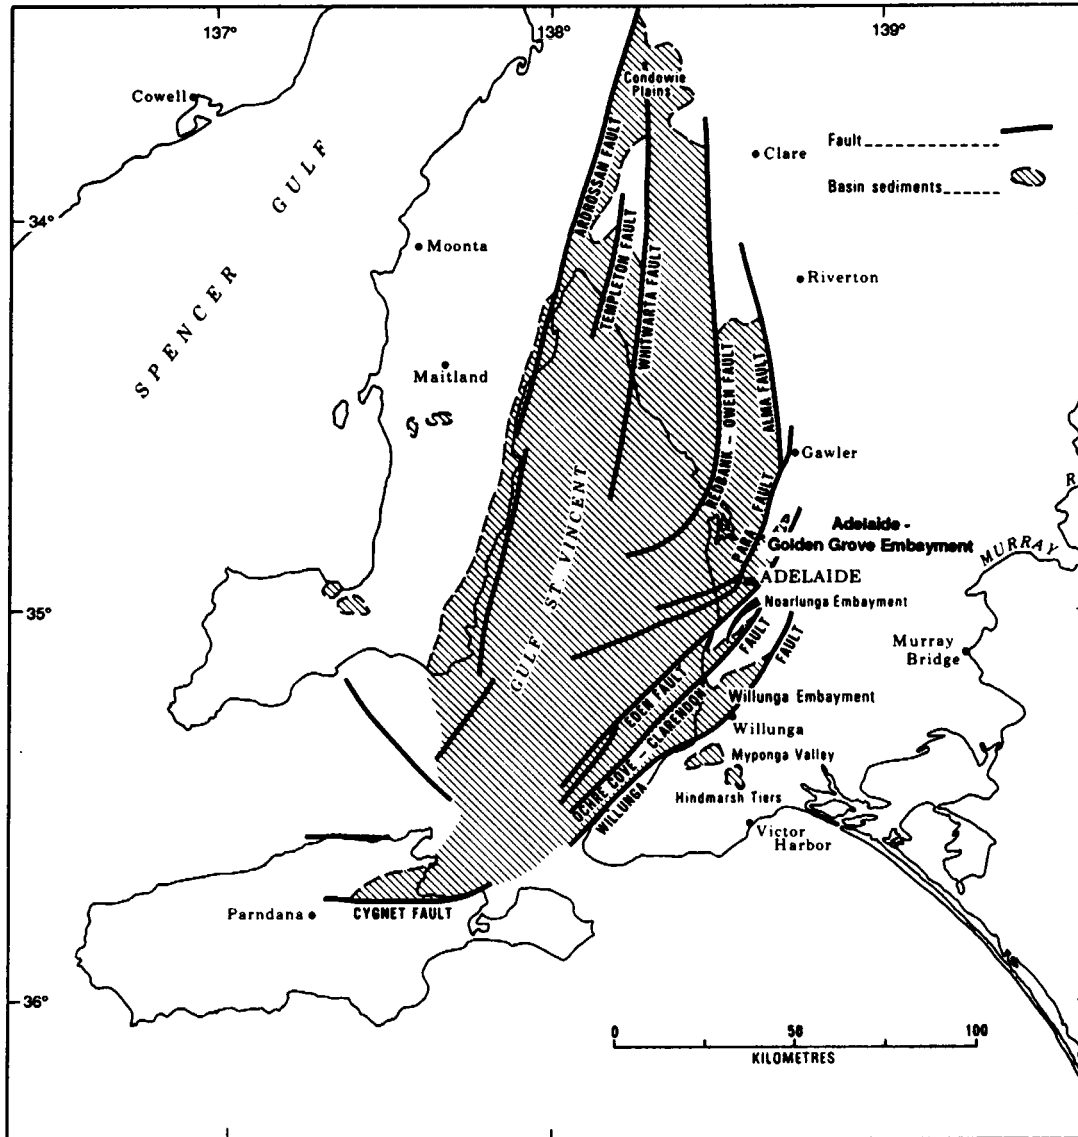 137°
138°
139°
Condowie
Plains
Cowell
Clare
Fault
Basin sediments
SPENCER GULF
ARDROSSAN FAULT
34°
Moonta
TEMPLETON FAULT
WHITWARTA FAULT
Riverton
Maitland
REDBANK - OWEN FAULT
ALMA FAULT
Gawler
PARA FAULT
GULF ST VINCENT
Adelaide -
Golden Grove Embayment
MURRAY
R
ADELAIDE
Noarlunga Embayment
35°
Murray
Bridge
EDEN FAULT
OCHRE COVE - CLARENDON FAULT
WILLUNGA FAULT
Willunga Embayment
Willunga
Myponga Valley
Hindmarsh Tiers
Victor
Harbor
Parndana
CYGNET FAULT
36°
0 50 100
KILOMETRES